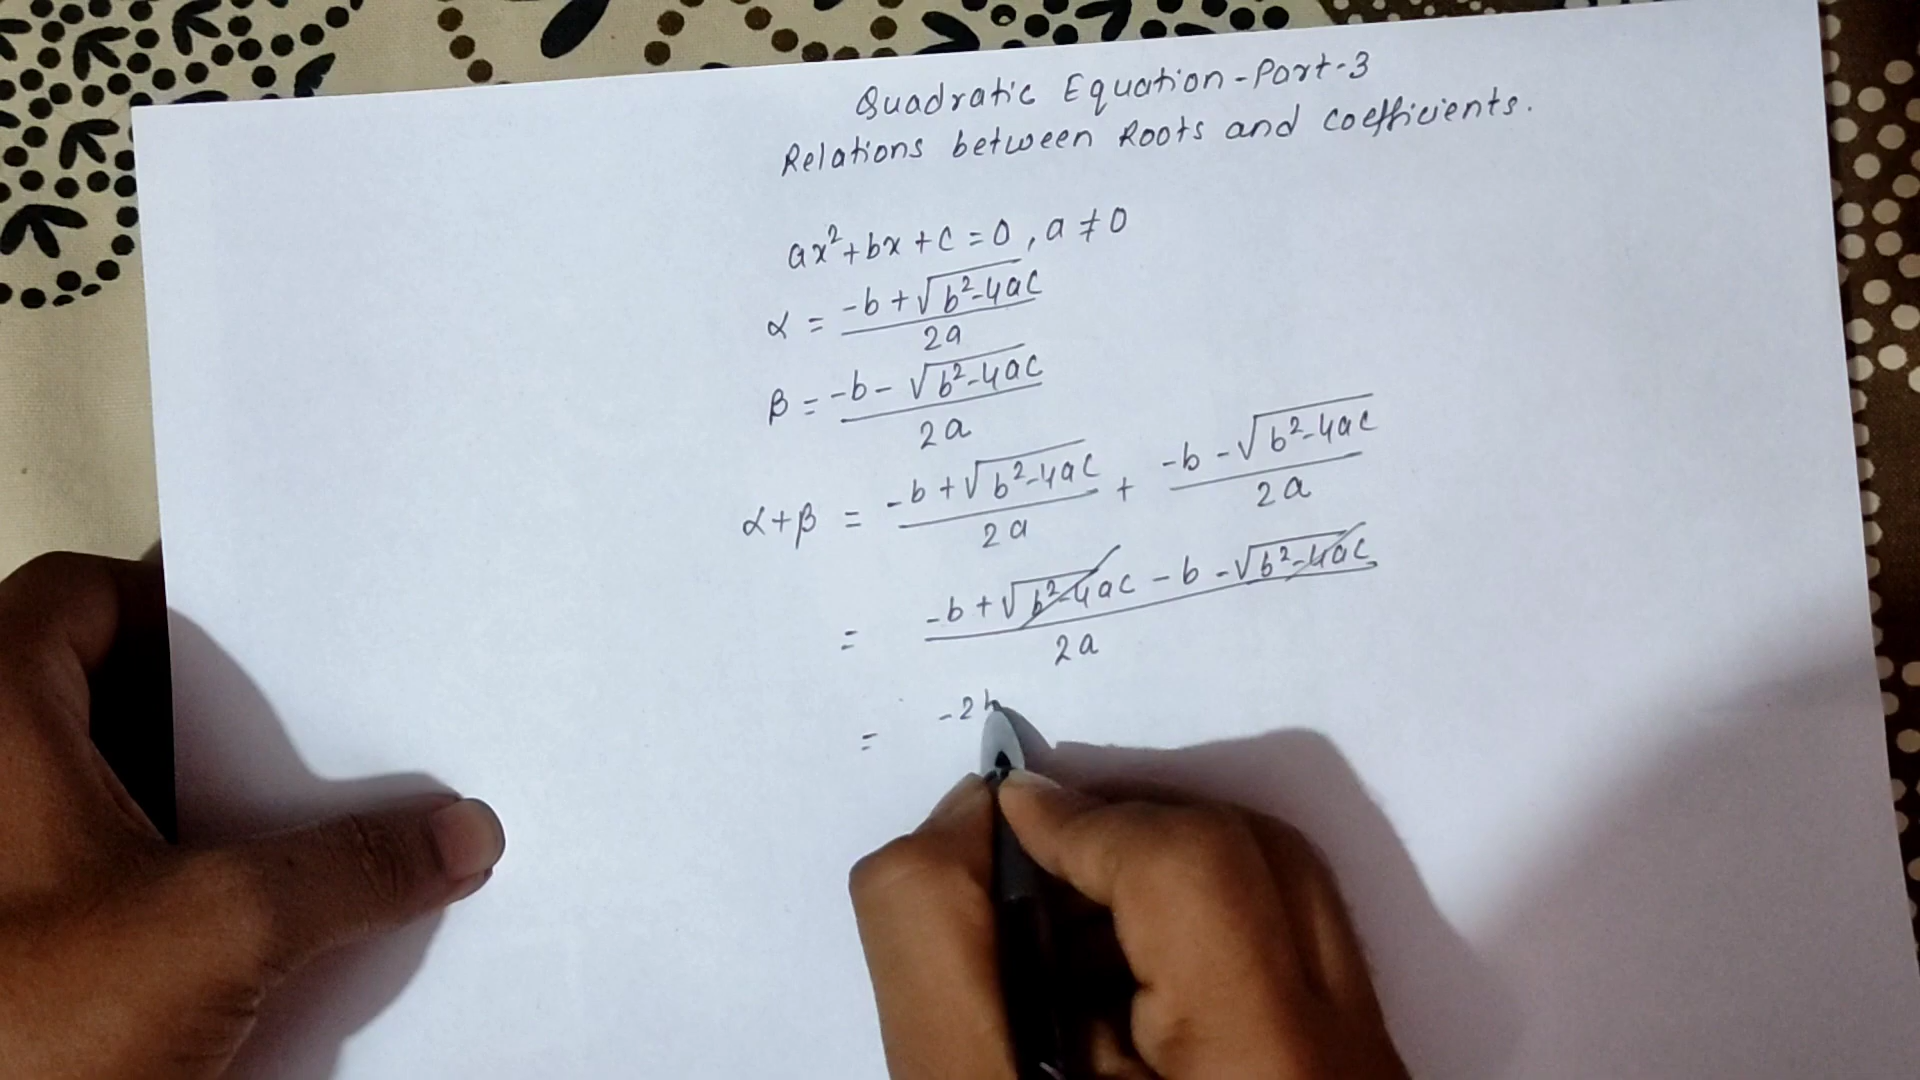 Quadratic Equation-Part-3
Relations between Roots and coefficients.
ax²+bx+c=0, a≠0
α = (-b+√(b²-4ac))/2a
β = (-b-√(b²-4ac))/2a
α+β = (-b+√(b²-4ac))/2a + (-b-√(b²-4ac))/2a
= (-b+√(b²-4ac)-b-√(b²-4ac))/2a
= -2b